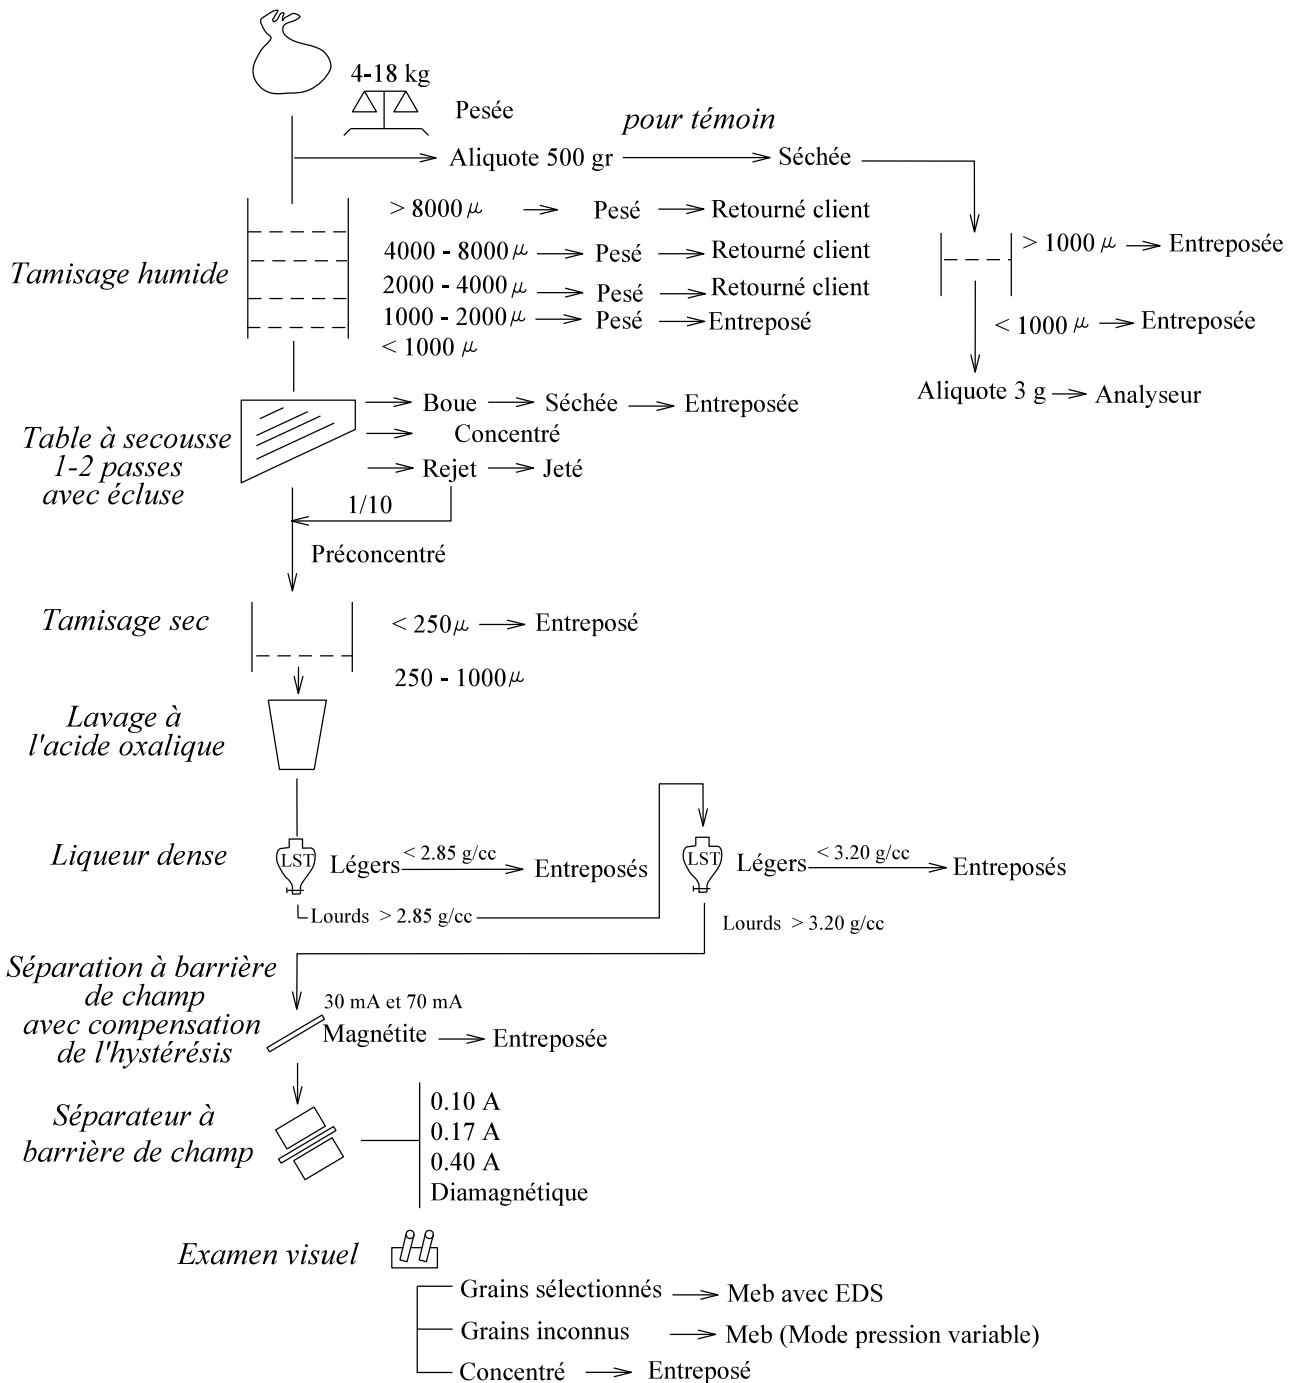 4-18 kg
Pesée
pour témoin
Aliquote 500 gr
Séchée
> 8000 μ Pesé Retourné client
4000 - 8000 μ Pesé Retourné client
2000 - 4000 μ Pesé Retourné client
1000 - 2000 μ Pesé Entreposé
< 1000 μ
Tamisage humide
> 1000 μ Entreposée
< 1000 μ Entreposée
Aliquote 3 g Analyseur
Table à secousse
1-2 passes
avec écluse
Boue Séchée Entreposée
Concentré
Rejet Jeté
1/10
Préconcentré
Tamisage sec
< 250 μ Entreposé
250 - 1000 μ
Lavage à
l'acide oxalique
Liqueur dense
LST
Légers < 2.85 g/cc Entreposés
Lourds > 2.85 g/cc
LST
Légers < 3.20 g/cc Entreposés
Lourds > 3.20 g/cc
Séparation à barrière
de champ
avec compensation
de l'hystérésis
30 mA et 70 mA
Magnétite Entreposée
Séparateur à
barrière de champ
0.10 A
0.17 A
0.40 A
Diamagnétique
Examen visuel
Grains sélectionnés Meb avec EDS
Grains inconnus Meb (Mode pression variable)
Concentré Entreposé